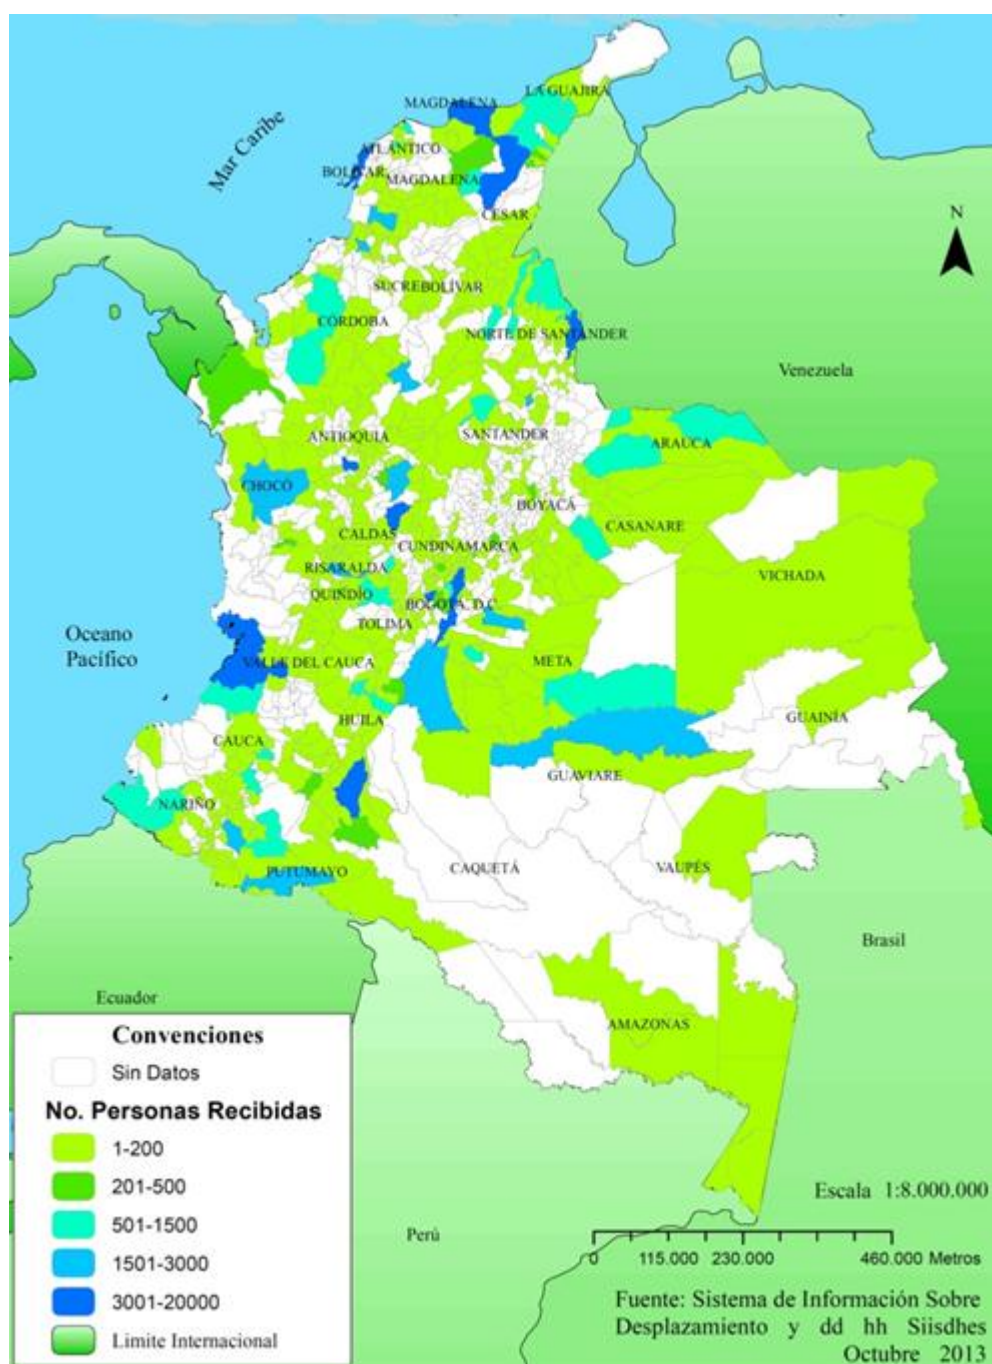 LA GUAJIRA
MAGDALENA
Mar Caribe
ATLÁNTICO
BOLÍVAR
MAGDALENA
CESAR
N
SUCRE
BOLÍVAR
CÓRDOBA
NORTE DE SANTANDER
Venezuela
ANTIOQUIA
SANTANDER
ARAUCA
CHOCÓ
BOYACÁ
CASANARE
CALDAS
CUNDINAMARCA
RISARALDA
VICHADA
QUINDÍO
BOGOTÁ, D.C
TOLIMA
Oceano
Pacífico
VALLE DEL CAUCA
META
GUAINÍA
HUILA
CAUCA
GUAVIARE
NARIÑO
PUTUMAYO
CAQUETÁ
VAUPÉS
Brasil
Ecuador
AMAZONAS
Convenciones
Sin Datos
No. Personas Recibidas
1-200
201-500
501-1500
1501-3000
3001-20000
Limite Internacional
Perú
Escala 1:8.000.000
0 115.000 230.000 460.000 Metros
Fuente: Sistema de Información Sobre
Desplazamiento y dd hh Siisdhes
Octubre 2013